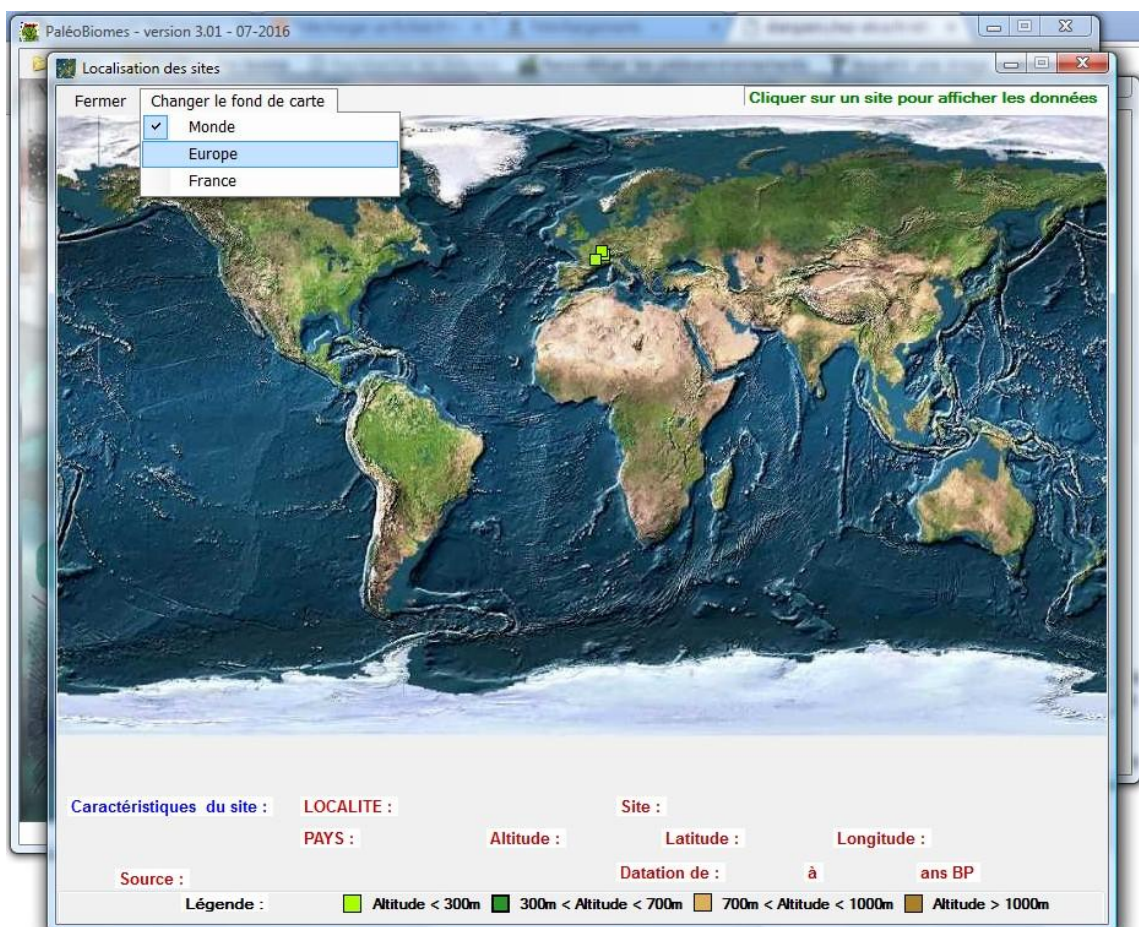 PaléoBiomes - version 3.01 - 07-2016
Localisation des sites
Fermer Changer le fond de carte Cliquer sur un site pour afficher les données
Monde
Europe
France
Caractéristiques du site : LOCALITE : Site :
PAYS : Altitude : Latitude : Longitude :
Source : Datation de : à ans BP
Légende : Altitude < 300m 300m < Altitude < 700m 700m < Altitude < 1000m Altitude > 1000m